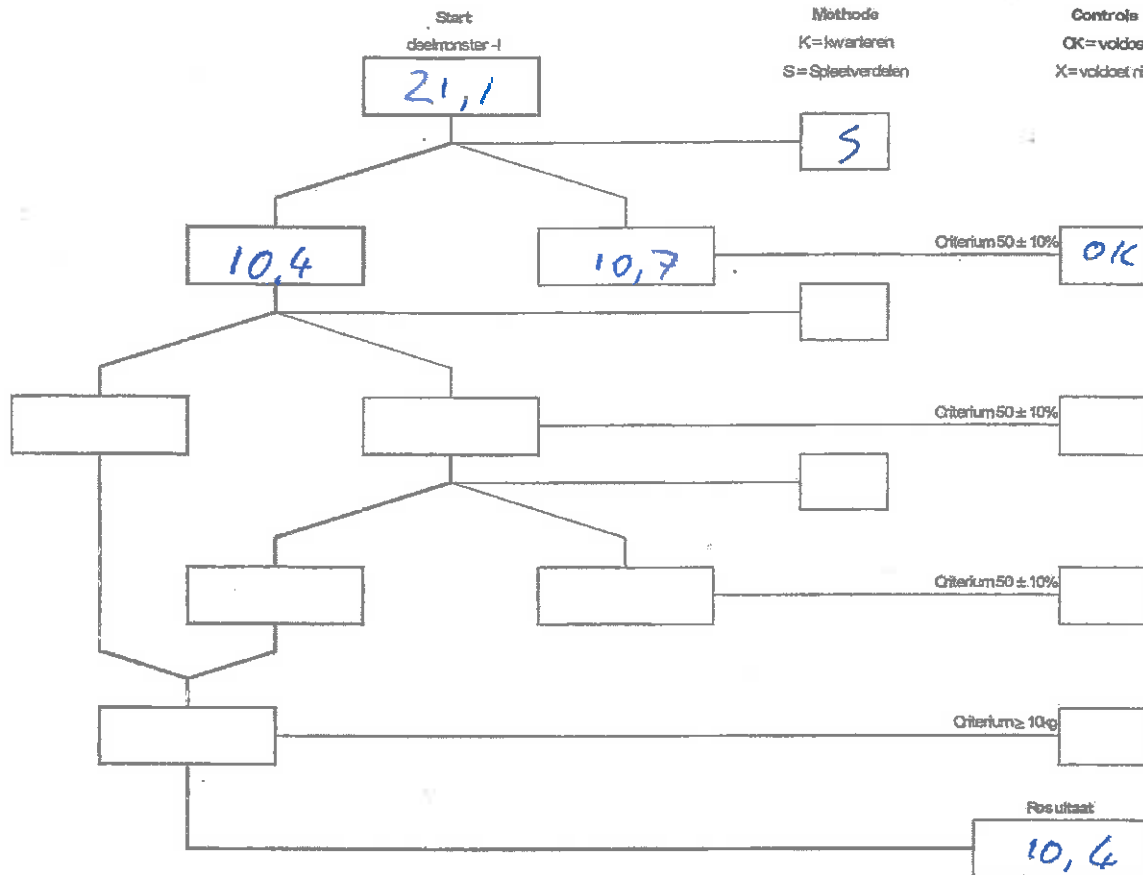 Start
deelmonster -I
21,1
Methode
K = kwarteren
S = Spleetverdelen
Controle
OK = voldoe
X = voldoet ni
S
10,4
10,7
Criterium 50 ± 10%
OK
Criterium 50 ± 10%
Criterium 50 ± 10%
Criterium ≥ 10kg
Resultaat
10,4